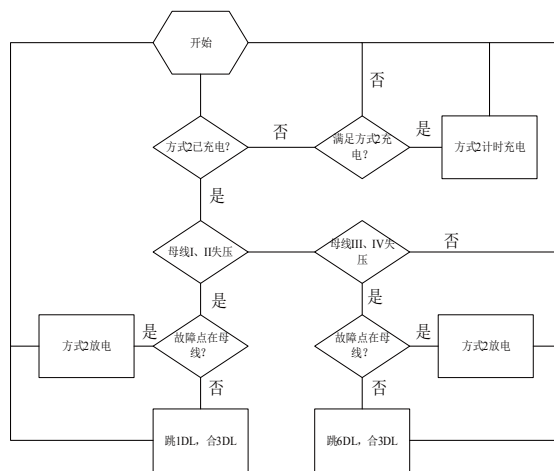 开始
否
方式2已充电?
否
满足方式2充
电?
是
方式2计时充电
是
母线I、II失压
母线III、IV失
压
否
是
是
方式2放电
是
故障点在母
线?
故障点在母
线?
是
方式2放电
否
否
跳1DL,合3DL
跳6DL,合3DL